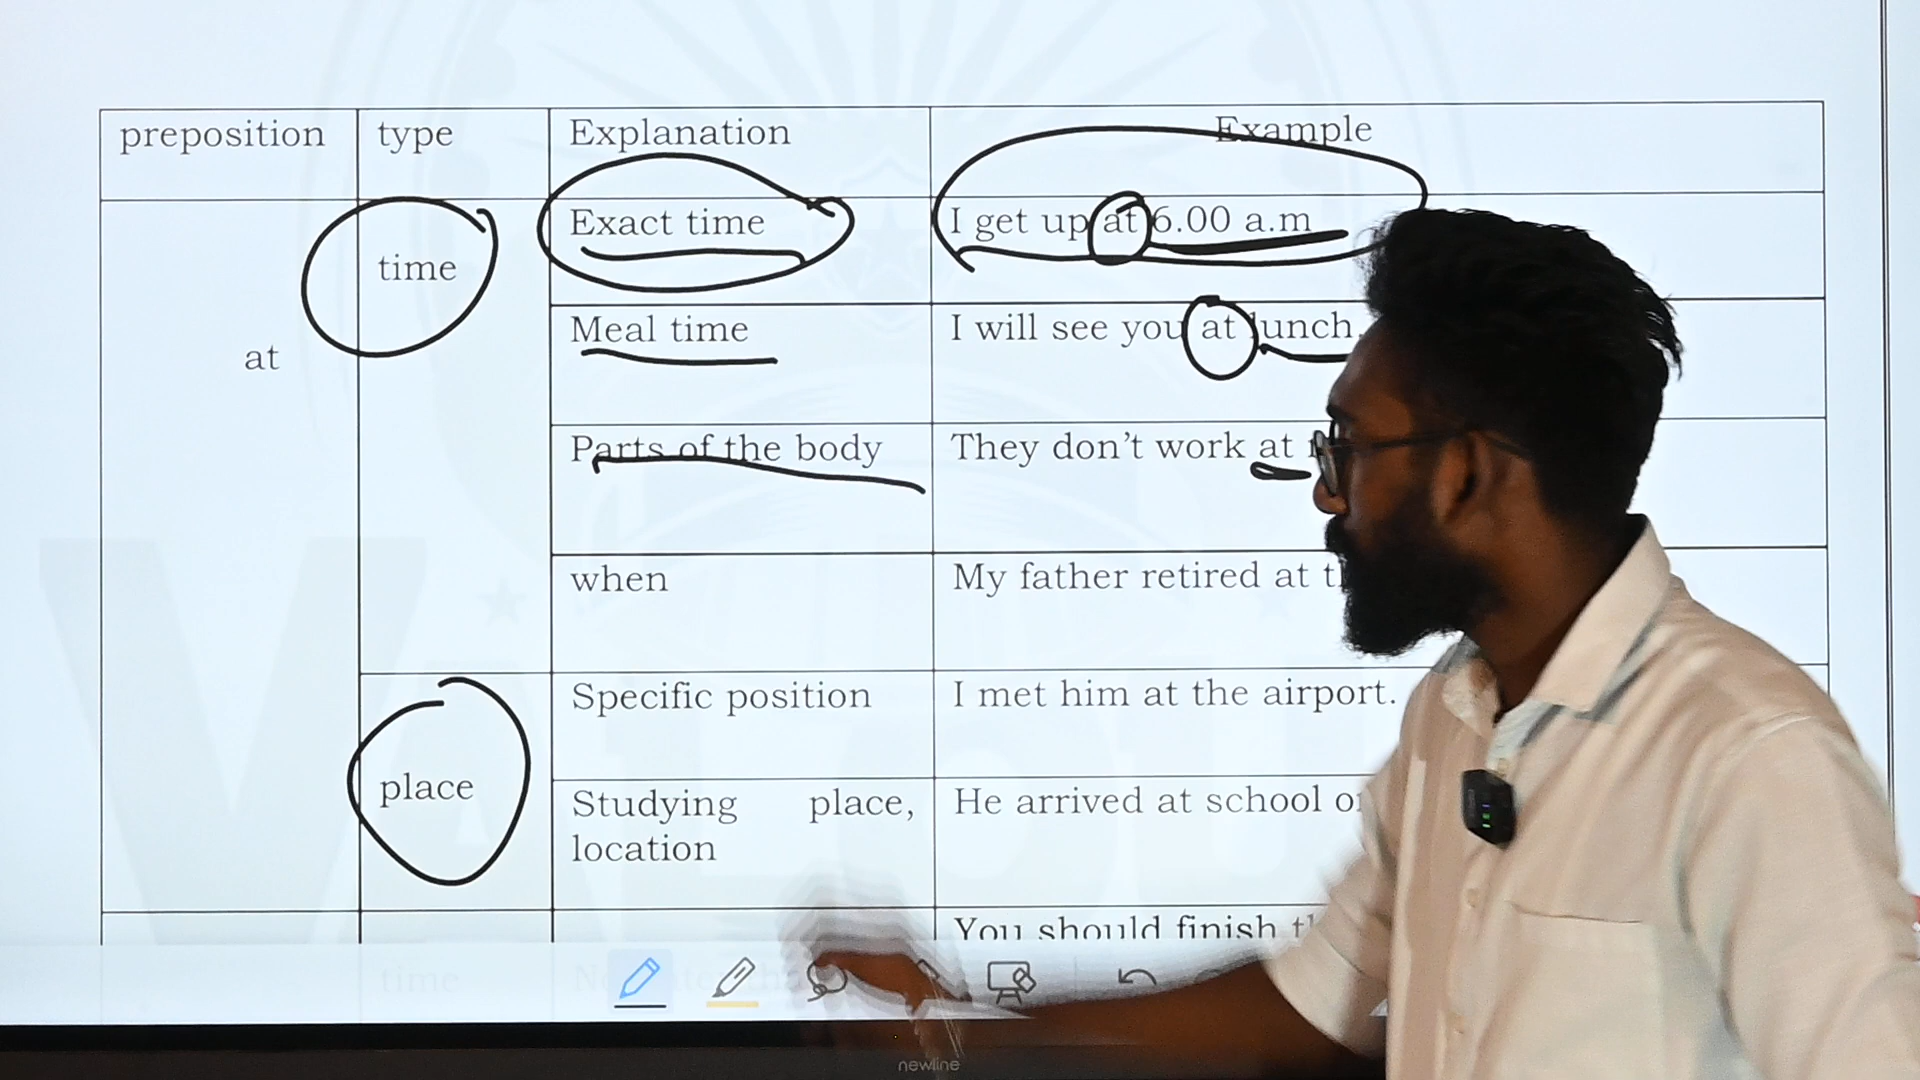 preposition type Explanation Example
time Exact time I get up at 6.00 a.m
at Meal time I will see you at lunch
Parts of the body They don't work at
when My father retired at
Specific position I met him at the airport.
place Studying place, He arrived at school
location
You should finish
time
newline